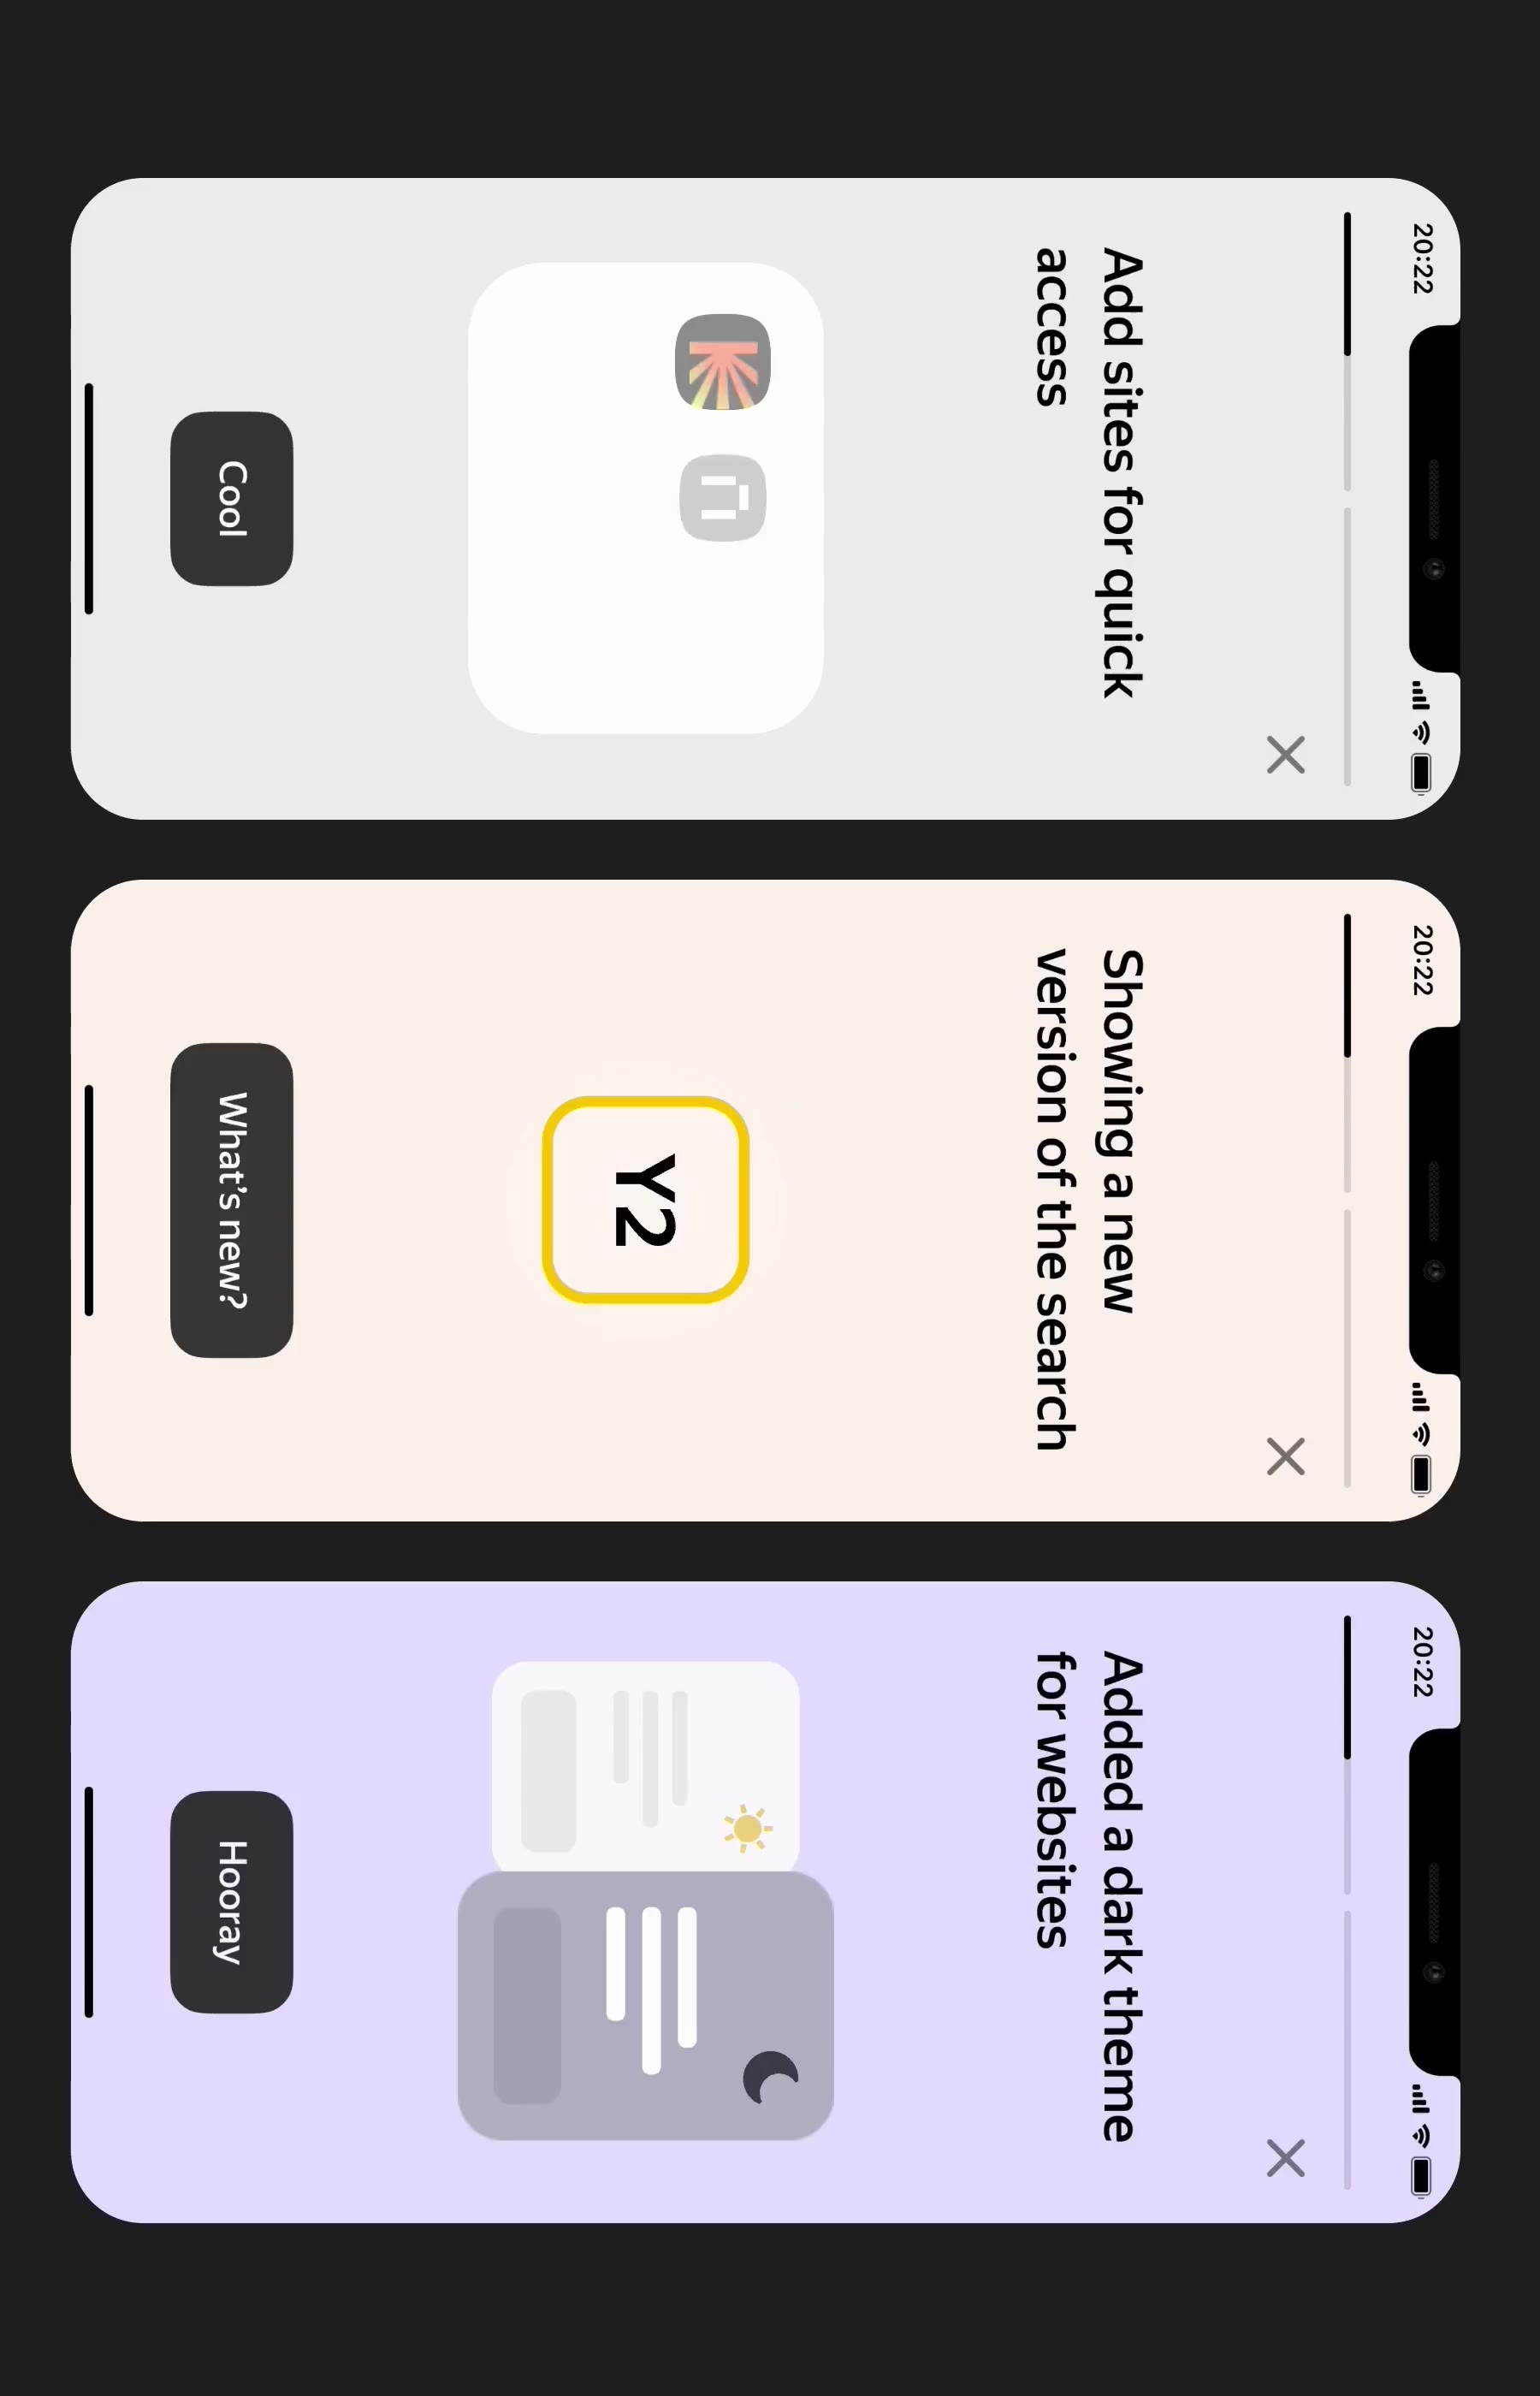 20:22
Add sites for quick
access
K
п
Cool
20:22
Showing a new
version of the search
Y2
What's new?
20:22
Added a dark theme
for websites
Hooray